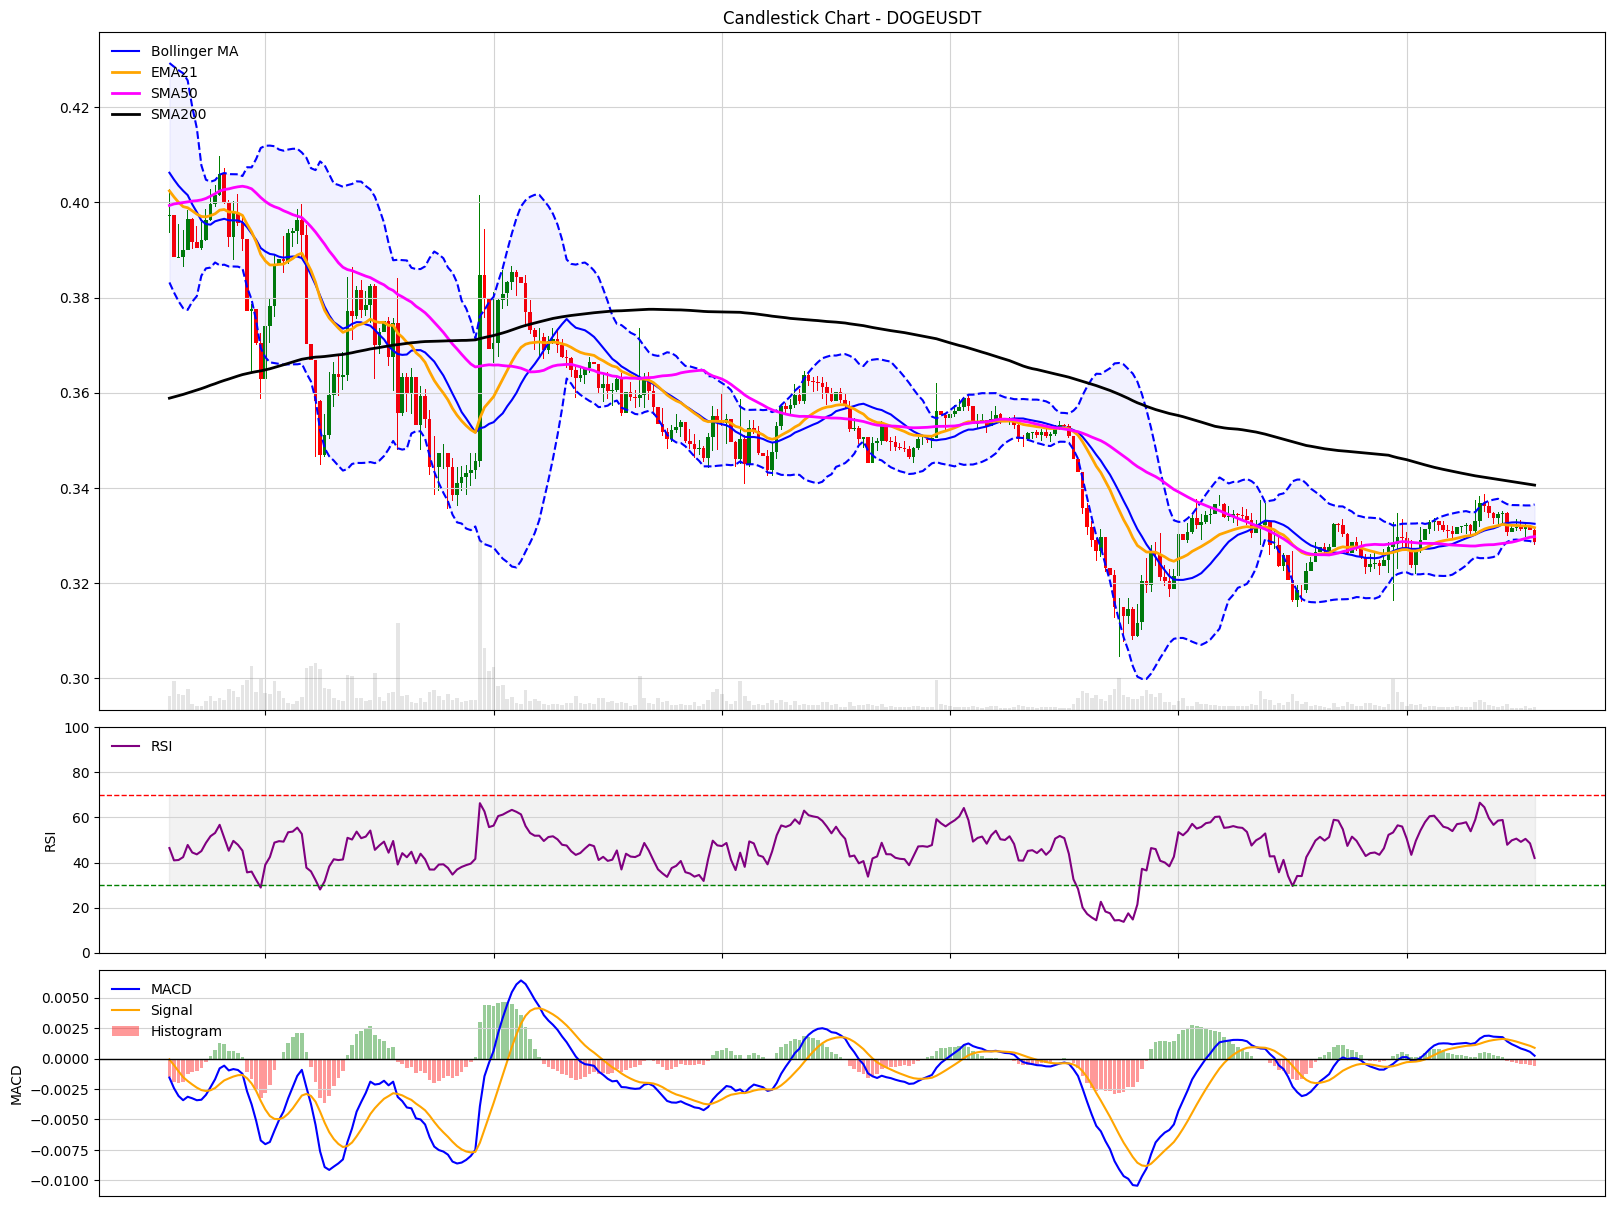 Candlestick Chart - DOGEUSDT
Bollinger MA
EMA21
SMA50
SMA200
0.42
0.40
0.38
0.36
0.34
0.32
0.30
RSI
100
80
60
40
20
0
RSI
MACD
Signal
Histogram
0.0050
0.0025
0.0000
−0.0025
−0.0050
−0.0075
−0.0100
MACD